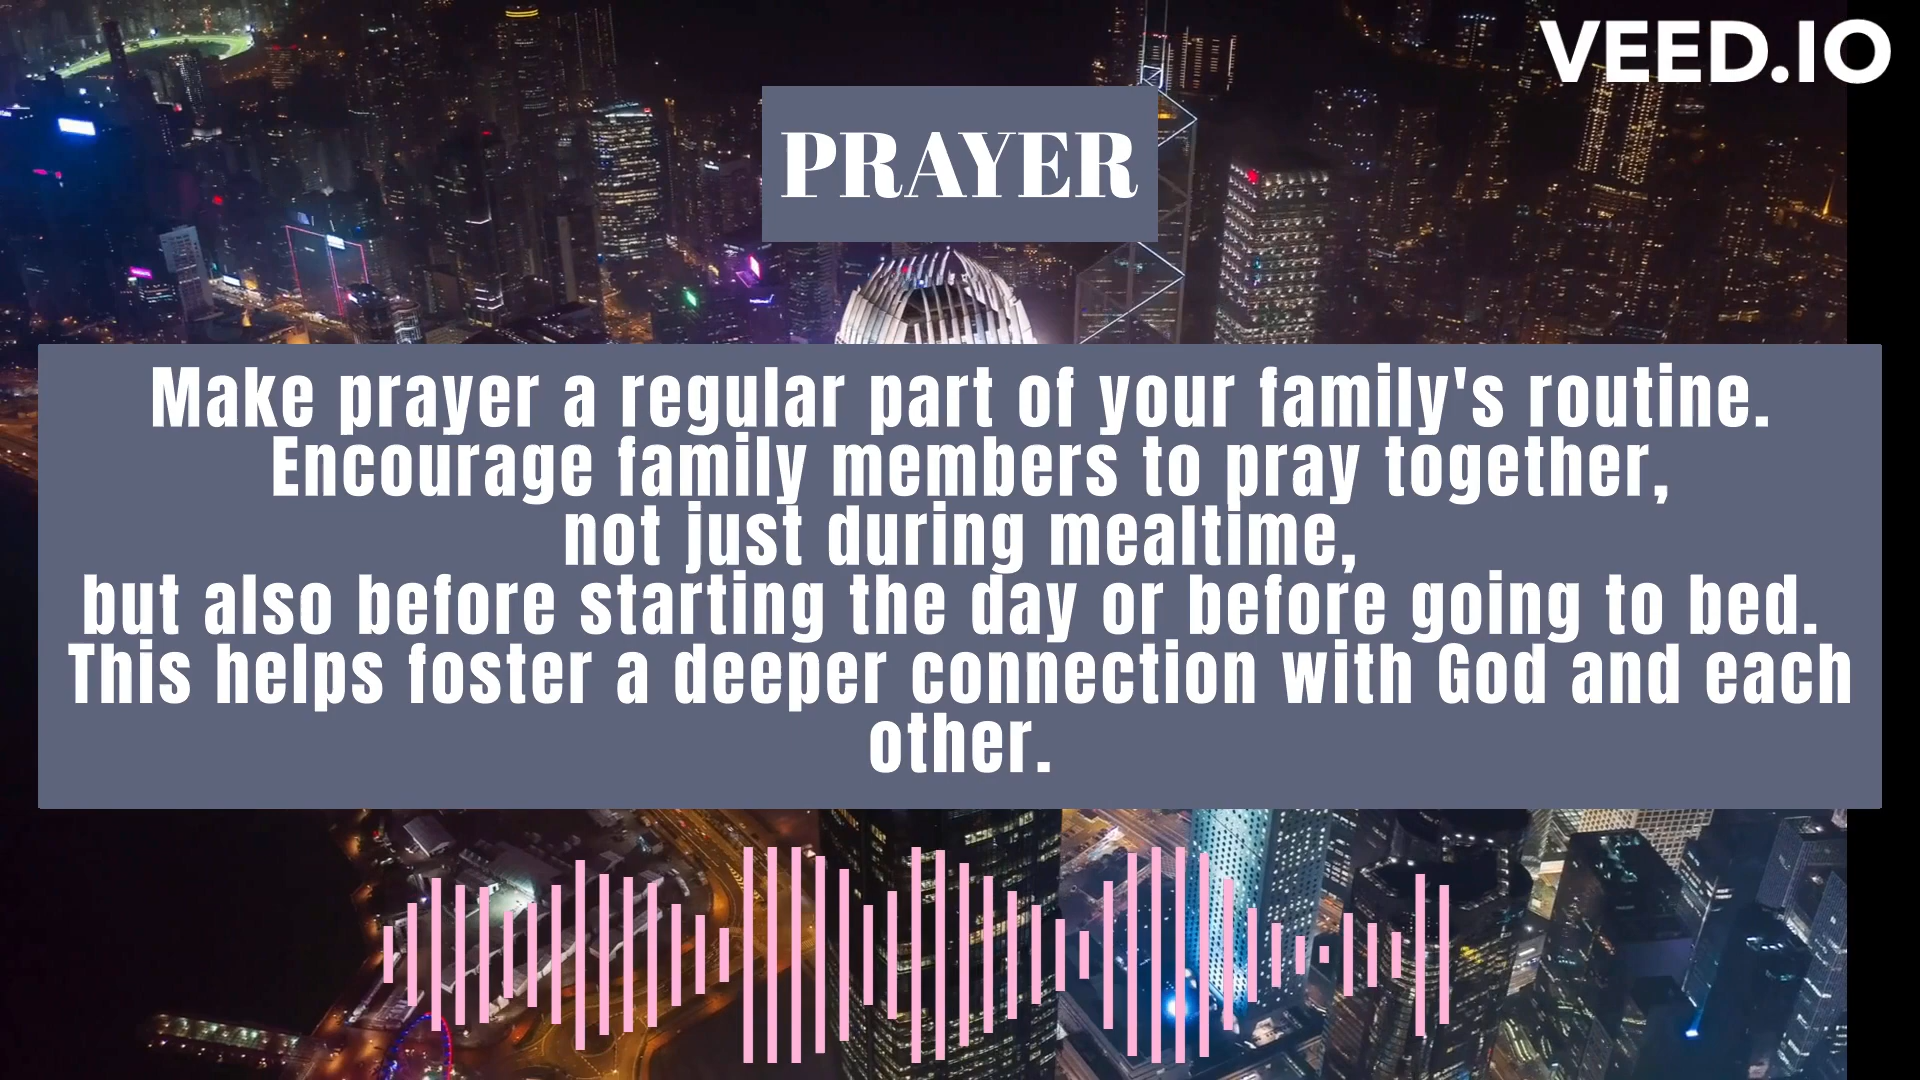 VEED.IO
PRAYER
Make prayer a regular part of your family's routine.
Encourage family members to pray together,
not just during mealtime,
but also before starting the day or before going to bed.
This helps foster a deeper connection with God and each
other.